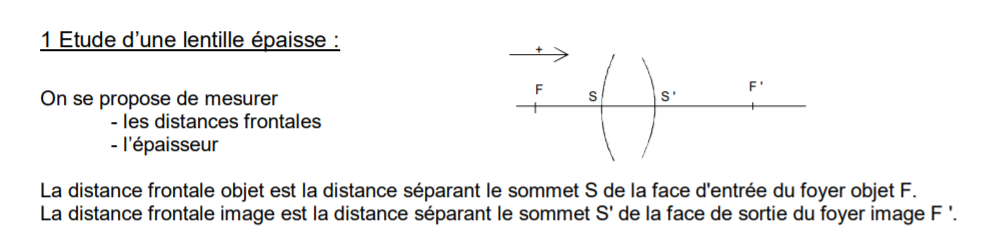 1 Etude d'une lentille épaisse :
+
F
S
S'
F '
On se propose de mesurer
- les distances frontales
- l'épaisseur
La distance frontale objet est la distance séparant le sommet S de la face d'entrée du foyer objet F.
La distance frontale image est la distance séparant le sommet S' de la face de sortie du foyer image F '.